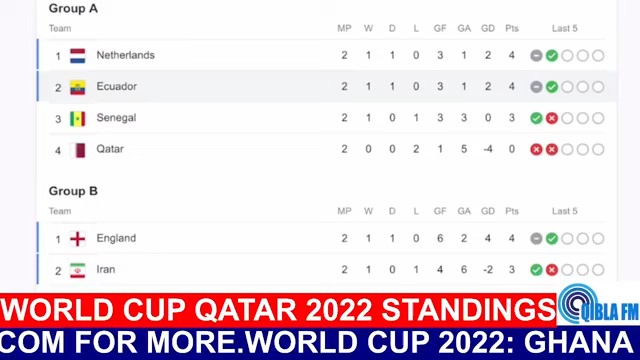 Group A
Team MP W D L GF GA GD Pts Last 5
1 Netherlands 2 1 1 0 3 1 2 4
2 Ecuador 2 1 1 0 3 1 2 4
3 Senegal 2 1 0 1 3 3 0 3
4 Qatar 2 0 0 2 1 5 -4 0
Group B
Team MP W D L GF GA GD Pts Last 5
1 England 2 1 1 0 6 2 4 4
2 Iran 2 1 0 1 4 6 -2 3
WORLD CUP QATAR 2022 STANDINGS
QIBLA FM
COM FOR MORE.WORLD CUP 2022: GHANA